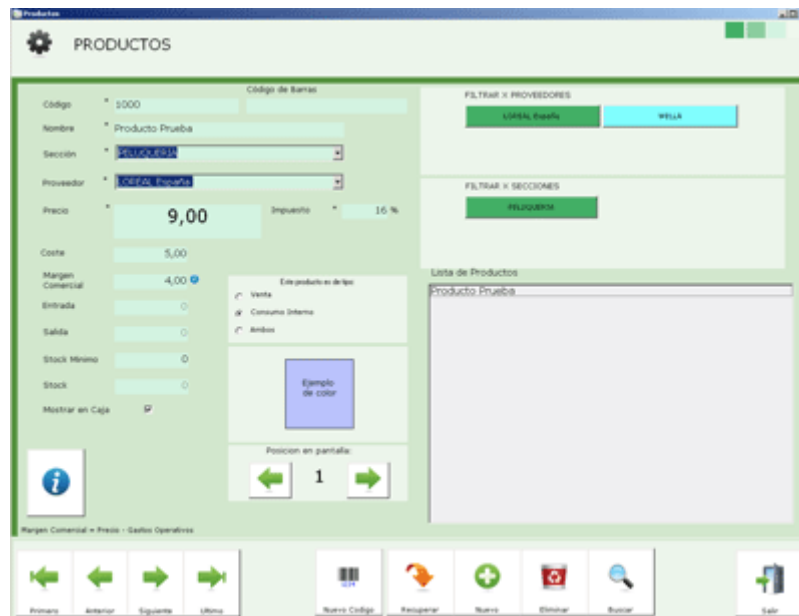 Productos
PRODUCTOS
Código de Barras
Código * 1000
Nombre * Producto Prueba
Sección * PELUQUERIA
Proveedor * LOREAL España
Precio * 9,00 Impuesto * 16 %
Coste 5,00
Margen Comercial 4,00
Entrada 0
Salida 0
Stock Minimo 0
Stock 0
Mostrar en Caja
Este producto es de tipo:
Venta
Consumo Interno
Ambos
Ejemplo
de color
Posicion en pantalla:
1
Margen Comercial = Precio - Gastos Operativos
FILTRAR X PROVEEDORES
LOREAL España WELLA
FILTRAR X SECCIONES
PELUQUERIA
Lista de Productos
Producto Prueba
Primero Anterior Siguiente Ultimo Nuevo Codigo Recuperar Nuevo Eliminar Buscar Salir